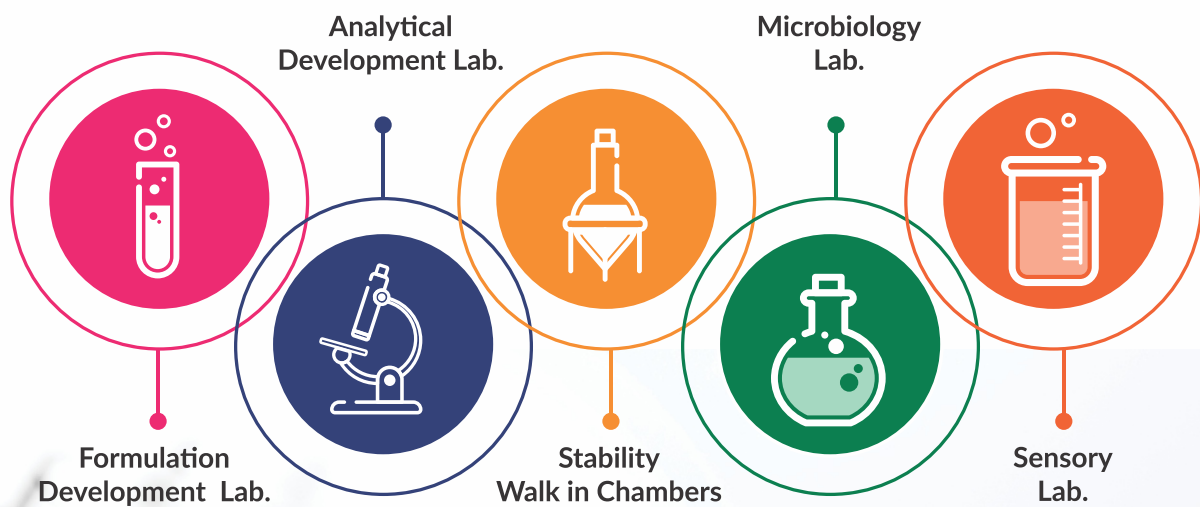 Analytical
Development Lab.
Microbiology
Lab.
Formulation
Development  Lab.
Stability
Walk in Chambers
Sensory
Lab.